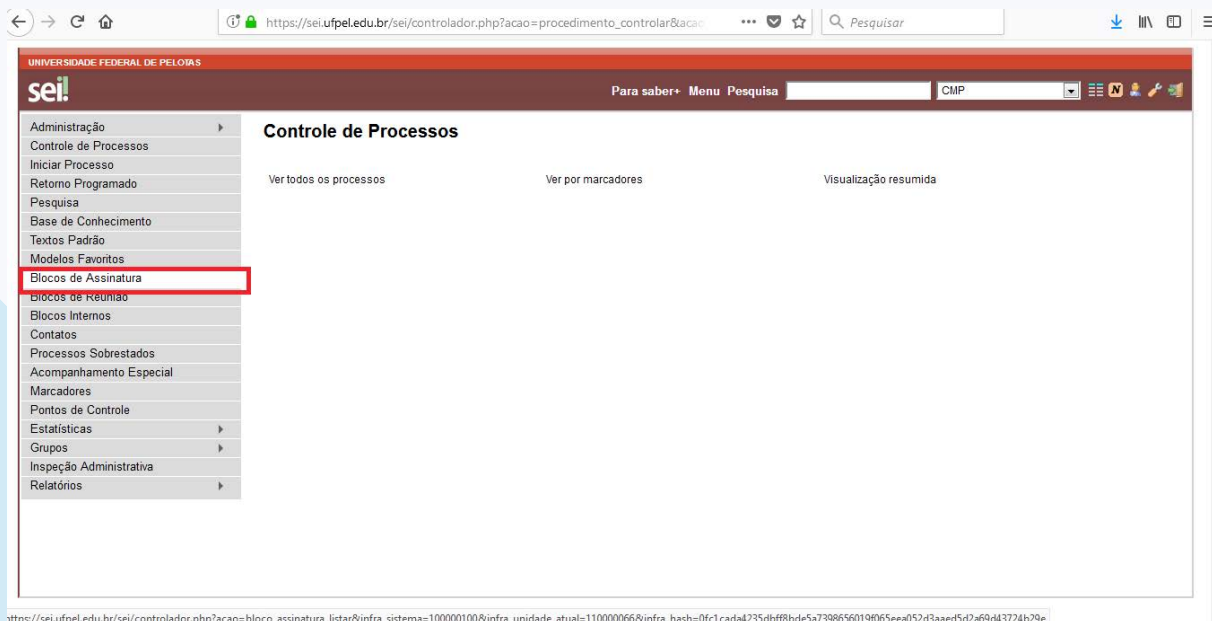 https://sei.ufpel.edu.br/sei/controlador.php?acao=procedimento_controlar&acao
Pesquisar
UNIVERSIDADE FEDERAL DE PELOTAS
sei!
Para saber+ Menu Pesquisa
CMP
Administração
Controle de Processos
Iniciar Processo
Retorno Programado
Pesquisa
Base de Conhecimento
Textos Padrão
Modelos Favoritos
Blocos de Assinatura
Blocos de Reunião
Blocos Internos
Contatos
Processos Sobrestados
Acompanhamento Especial
Marcadores
Pontos de Controle
Estatísticas
Grupos
Inspeção Administrativa
Relatórios
Controle de Processos
Ver todos os processos
Ver por marcadores
Visualização resumida